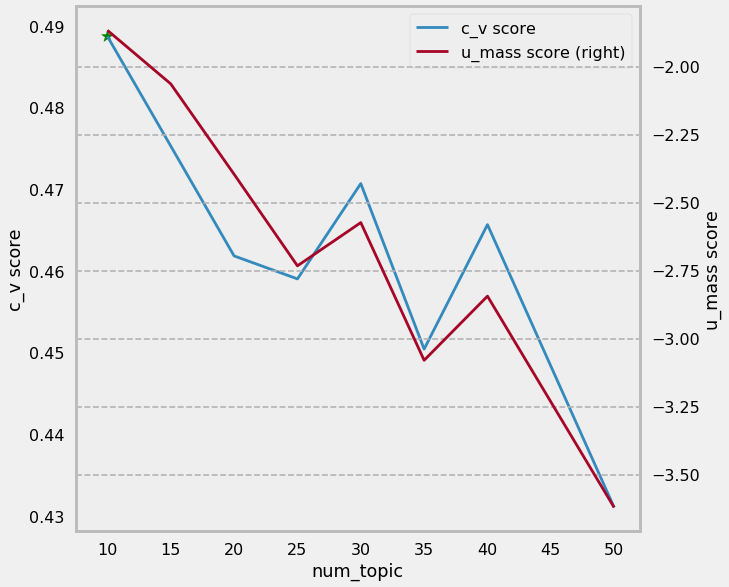 c_v score
u_mass score (right)
0.49
0.48
0.47
0.46
0.45
0.44
0.43
c_v score
−2.00
−2.25
−2.50
−2.75
−3.00
−3.25
−3.50
u_mass score
10 15 20 25 30 35 40 45 50
num_topic